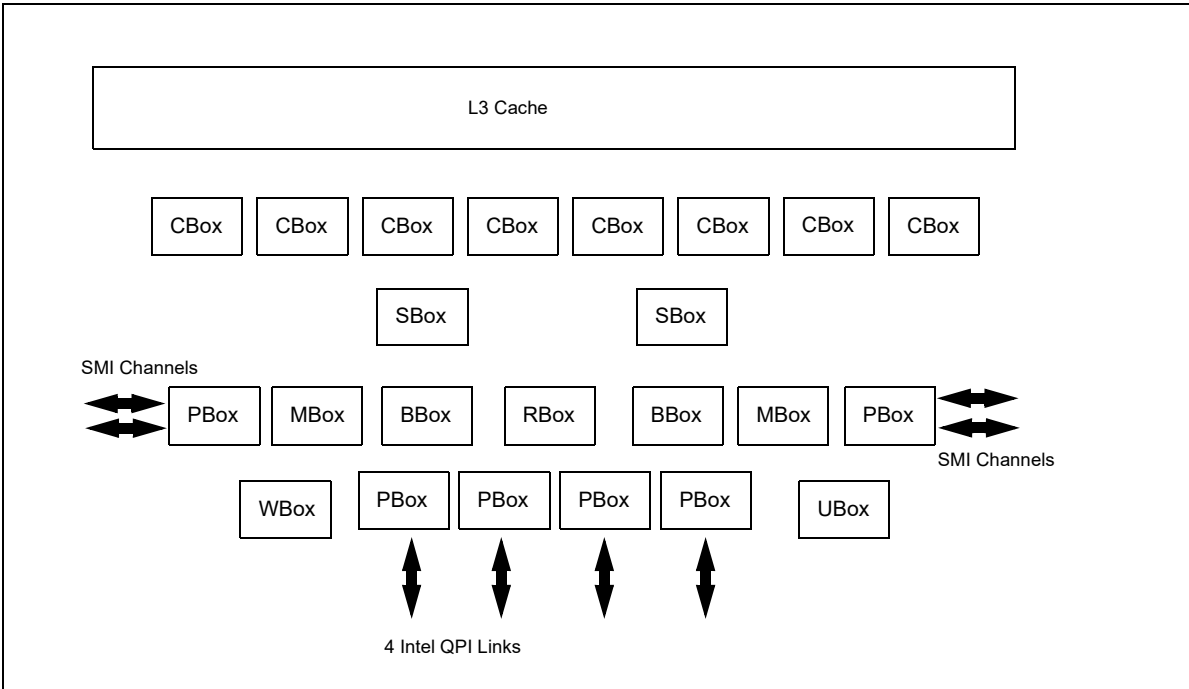 L3 Cache
CBox CBox CBox CBox CBox CBox CBox CBox
SBox SBox
SMI Channels
PBox MBox BBox RBox BBox MBox PBox
SMI Channels
WBox PBox PBox PBox PBox UBox
4 Intel QPI Links